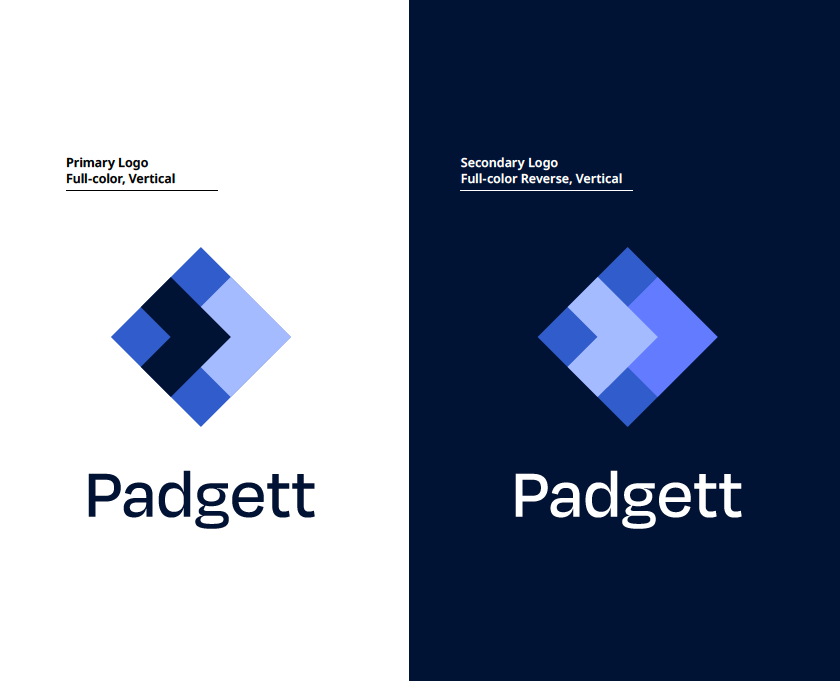 Primary Logo
Full-color, Vertical
Padgett
Secondary Logo
Full-color Reverse, Vertical
Padgett